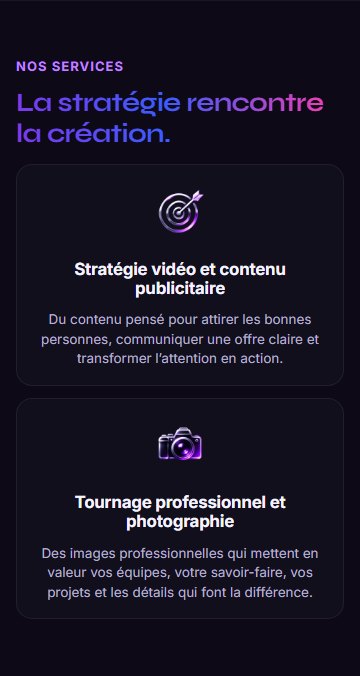 NOS SERVICES
La stratégie rencontre
la création.
Stratégie vidéo et contenu
publicitaire
Du contenu pensé pour attirer les bonnes
personnes, communiquer une offre claire et
transformer l’attention en action.
Tournage professionnel et
photographie
Des images professionnelles qui mettent en
valeur vos équipes, votre savoir-faire, vos
projets et les détails qui font la différence.